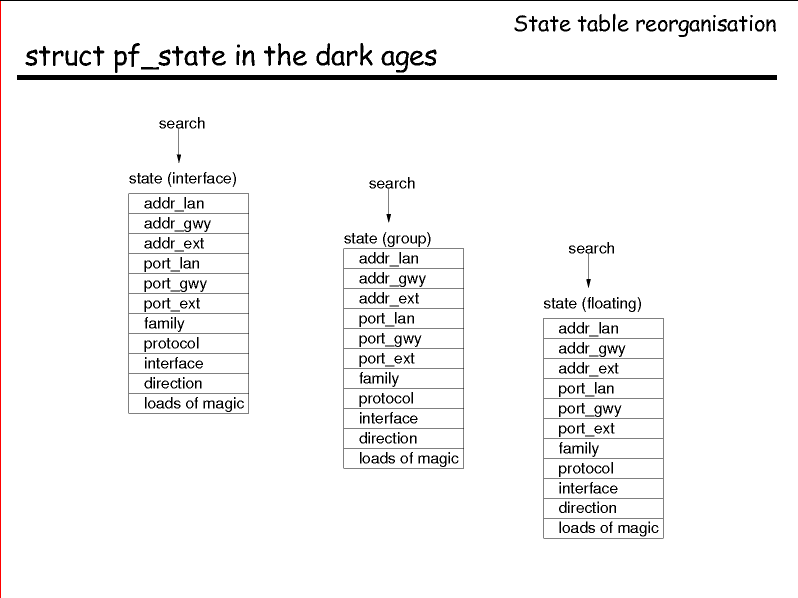 State table reorganisation
struct pf_state in the dark ages
search
state (interface)
addr_lan
addr_gwy
addr_ext
port_lan
port_gwy
port_ext
family
protocol
interface
direction
loads of magic
search
state (group)
addr_lan
addr_gwy
addr_ext
port_lan
port_gwy
port_ext
family
protocol
interface
direction
loads of magic
search
state (floating)
addr_lan
addr_gwy
addr_ext
port_lan
port_gwy
port_ext
family
protocol
interface
direction
loads of magic